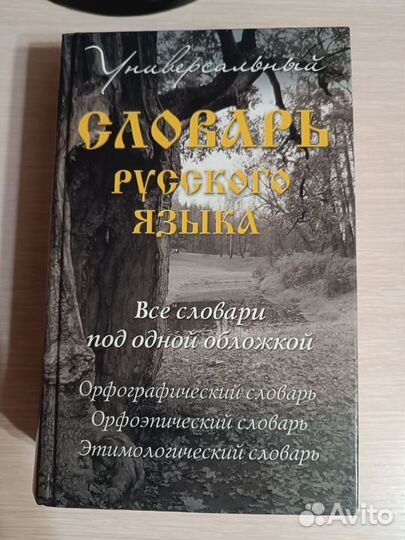 Универсальный
СЛОВАРЬ
РУССКОГО
ЯЗЫКА
Все словари
под одной обложкой
Орфографический словарь
Орфоэпический словарь
Этимологический словарь
Avito